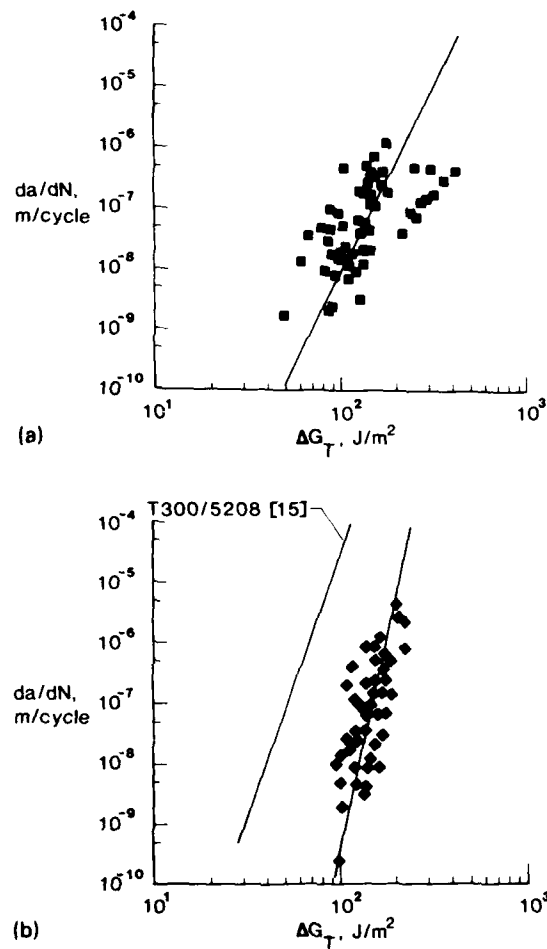 10⁻⁴
10⁻⁵
10⁻⁶
da/dN,
10⁻⁷
m/cycle
10⁻⁸
10⁻⁹
10⁻¹⁰
10¹ 10² 10³
(a)
ΔG_T, J/m²
T300/5208 [15]
10⁻⁴
10⁻⁵
10⁻⁶
da/dN,
10⁻⁷
m/cycle
10⁻⁸
10⁻⁹
10⁻¹⁰
10¹ 10² 10³
(b)
ΔG_T, J/m²